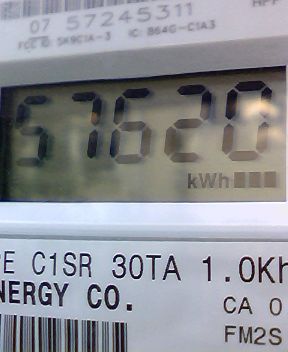 07 57245311
FCC ID: SK9C1A-3 IC: 864G-C1A3
57620
kWh
PE C1SR 30TA 1.0Kh
NERGY CO.
CA 0
FM2S